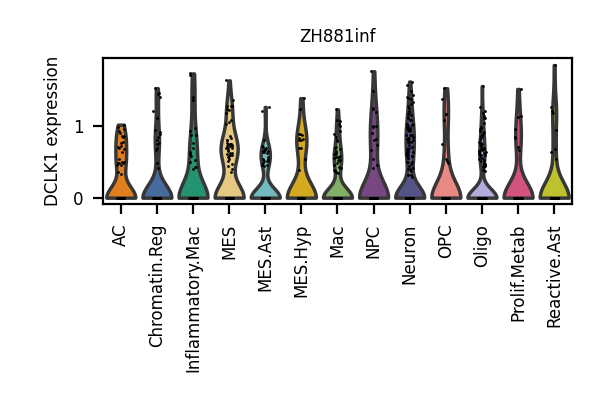 ZH881inf
DCLK1 expression
1
0
AC
Chromatin.Reg
Inflammatory.Mac
MES
MES.Ast
MES.Hyp
Mac
NPC
Neuron
OPC
Oligo
Prolif.Metab
Reactive.Ast